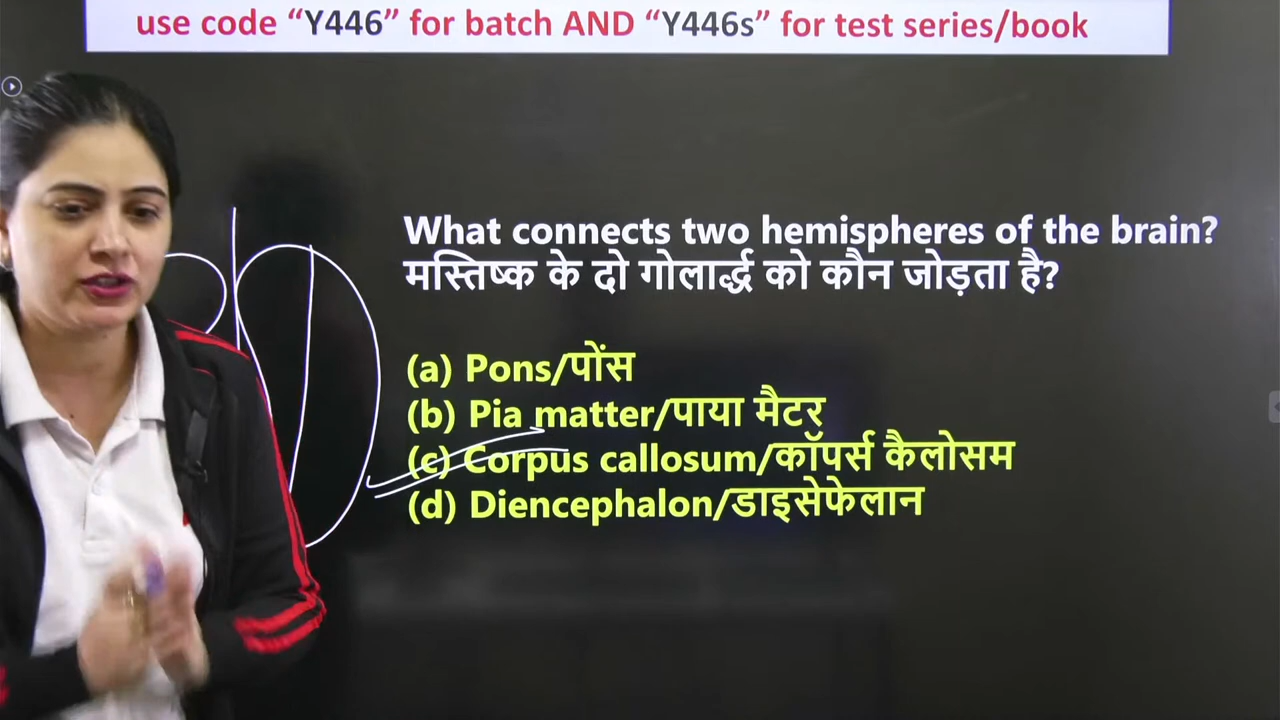 use code “Y446” for batch AND “Y446s” for test series/book
What connects two hemispheres of the brain?
मस्तिष्क के दो गोलार्द्ध को कौन जोड़ता है?
(a) Pons/पोंस
(b) Pia matter/पाया मैटर
(c) Corpus callosum/कॉपर्स कैलोसम
(d) Diencephalon/डाइसेफेलान